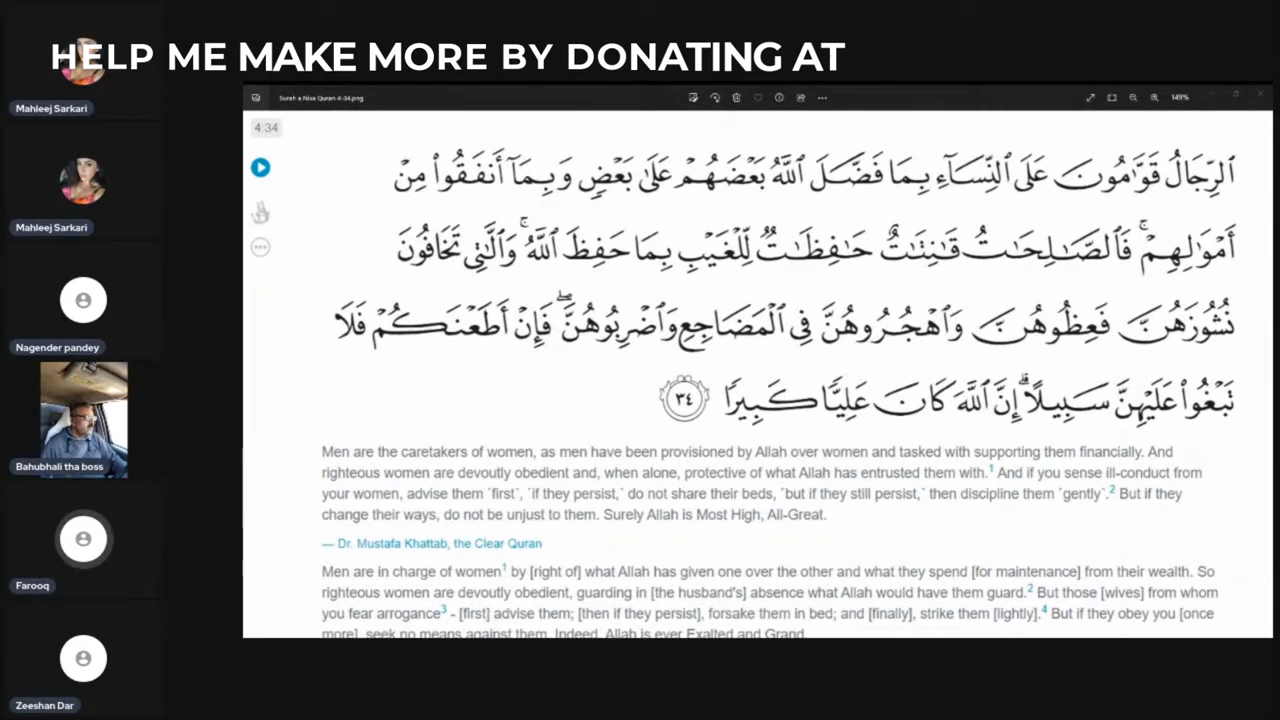 HELP ME MAKE MORE BY DONATING AT
Surah a Nisa Quran 4-34.png
149%
Mahleej Sarkari
Mahleej Sarkari
Nagender pandey
Bahubhali tha boss
Farooq
Zeeshan Dar
4:34
ٱلرِّجَالُ قَوَّٰمُونَ عَلَى ٱلنِّسَآءِ بِمَا فَضَّلَ ٱللَّهُ بَعْضَهُمْ عَلَىٰ بَعْضٍ وَبِمَآ أَنفَقُوا۟ مِنْ
أَمْوَٰلِهِمْ ۚ فَٱلصَّـٰلِحَـٰتُ قَـٰنِتَـٰتٌ حَـٰفِظَـٰتٌ لِّلْغَيْبِ بِمَا حَفِظَ ٱللَّهُ ۚ وَٱلَّـٰتِى تَخَافُونَ
نُشُوزَهُنَّ فَعِظُوهُنَّ وَٱهْجُرُوهُنَّ فِى ٱلْمَضَاجِعِ وَٱضْرِبُوهُنَّ ۖ فَإِنْ أَطَعْنَكُمْ فَلَا
تَبْغُوا۟ عَلَيْهِنَّ سَبِيلًا ۗ إِنَّ ٱللَّهَ كَانَ عَلِيًّا كَبِيرًا ٣٤
Men are the caretakers of women, as men have been provisioned by Allah over women and tasked with supporting them financially. And
righteous women are devoutly obedient and, when alone, protective of what Allah has entrusted them with.1 And if you sense ill-conduct from
your women, advise them ˹first˺, ˹if they persist,˺ do not share their beds, ˹but if they still persist,˺ then discipline them ˹gently˺.2 But if they
change their ways, do not be unjust to them. Surely Allah is Most High, All-Great.
— Dr. Mustafa Khattab, the Clear Quran
Men are in charge of women1 by [right of] what Allah has given one over the other and what they spend [for maintenance] from their wealth. So
righteous women are devoutly obedient, guarding in [the husband's] absence what Allah would have them guard.2 But those [wives] from whom
you fear arrogance3 - [first] advise them; [then if they persist], forsake them in bed; and [finally], strike them [lightly].4 But if they obey you [once
more], seek no means against them. Indeed, Allah is ever Exalted and Grand.